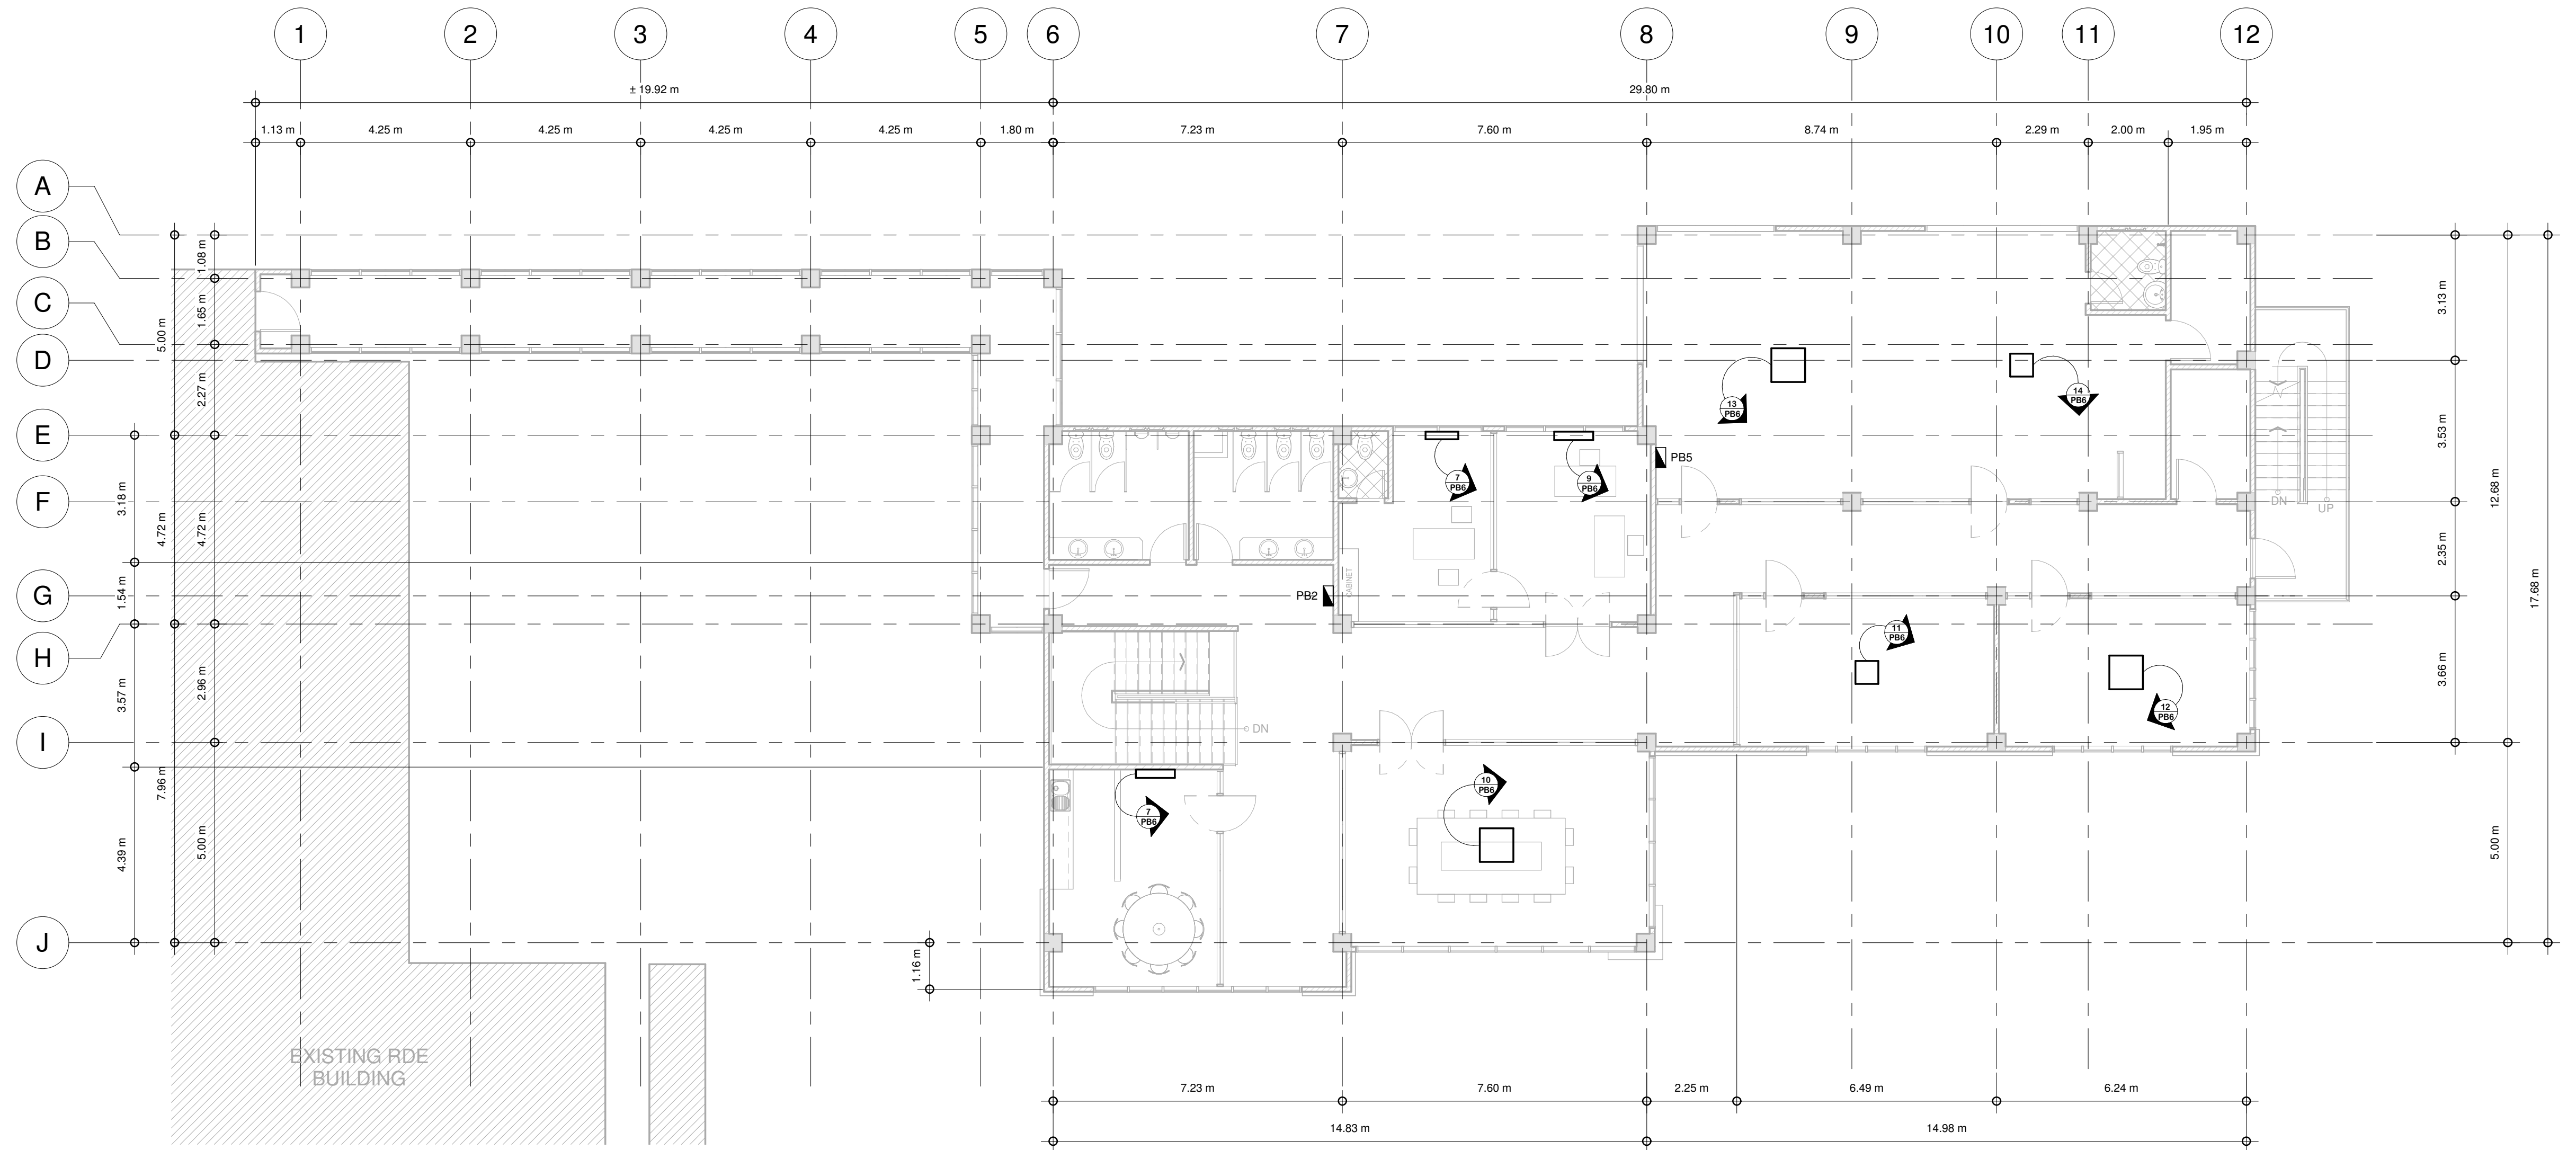 1 2 3 4 5 6 7 8 9 10 11 12
± 19.92 m 29.80 m
1.13 m 4.25 m 4.25 m 4.25 m 4.25 m 1.80 m 7.23 m 7.60 m 8.74 m 2.29 m 2.00 m 1.95 m
A
B
C
D
E
F
G
H
I
J
1.08 m
1.65 m
2.27 m
4.72 m
2.96 m
5.00 m
5.00 m
4.72 m
7.96 m
3.18 m
1.54 m
3.57 m
4.39 m
1.16 m
13
PB6
14
PB6
PB5
7
PB6
9
PB6
DN
UP
CABINET
PB2
11
PB6
12
PB6
DN
10
PB6
7
PB6
3.13 m
3.53 m
2.35 m
3.66 m
12.68 m
5.00 m
17.68 m
EXISTING RDE
BUILDING
7.23 m 7.60 m 2.25 m 6.49 m 6.24 m
14.83 m 14.98 m